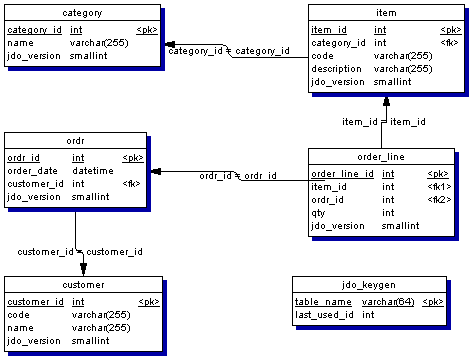 category
category_id int <pk>
name varchar(255)
jdo_version smallint
item
item_id int <pk>
category_id int <fk>
code varchar(255)
description varchar(255)
jdo_version smallint
category_id = category_id
item_id = item_id
ordr
ordr_id int <pk>
order_date datetime
customer_id int <fk>
jdo_version smallint
ordr_id = ordr_id
order_line
order_line_id int <pk>
item_id int <fk1>
ordr_id int <fk2>
qty int
jdo_version smallint
customer_id = customer_id
customer
customer_id int <pk>
code varchar(255)
name varchar(255)
jdo_version smallint
jdo_keygen
table_name varchar(64) <pk>
last_used_id int